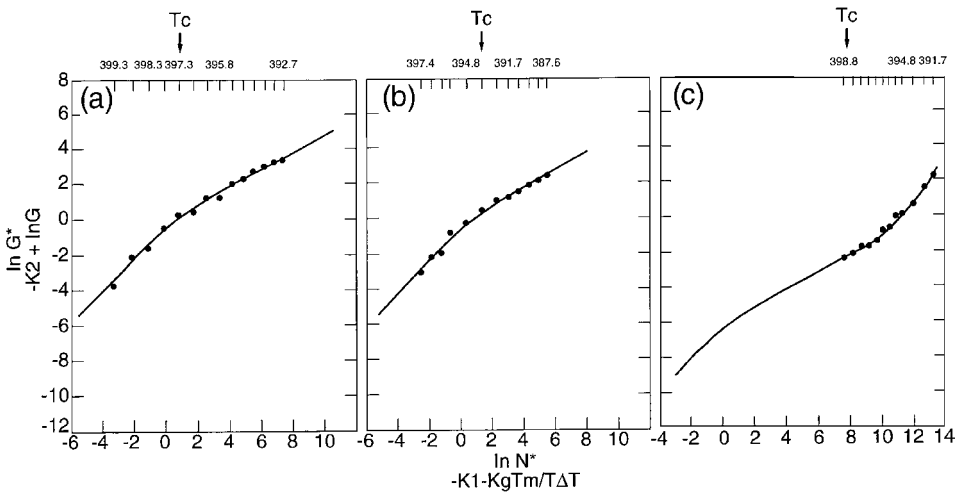 Tc
Tc
Tc
399.3 398.3 397.3 395.8 392.7
397.4 394.8 391.7 387.6
398.8 394.8 391.7
(a)
(b)
(c)
8
6
4
2
0
-2
-4
-6
-8
-10
-12
ln G*
-K2 + lnG
-6 -4 -2 0 2 4 6 8 10
-6 -4 -2 0 2 4 6 8 10 12
-4 -2 0 2 4 6 8 10 12 14
ln N*
-K1-KgTm/TΔT